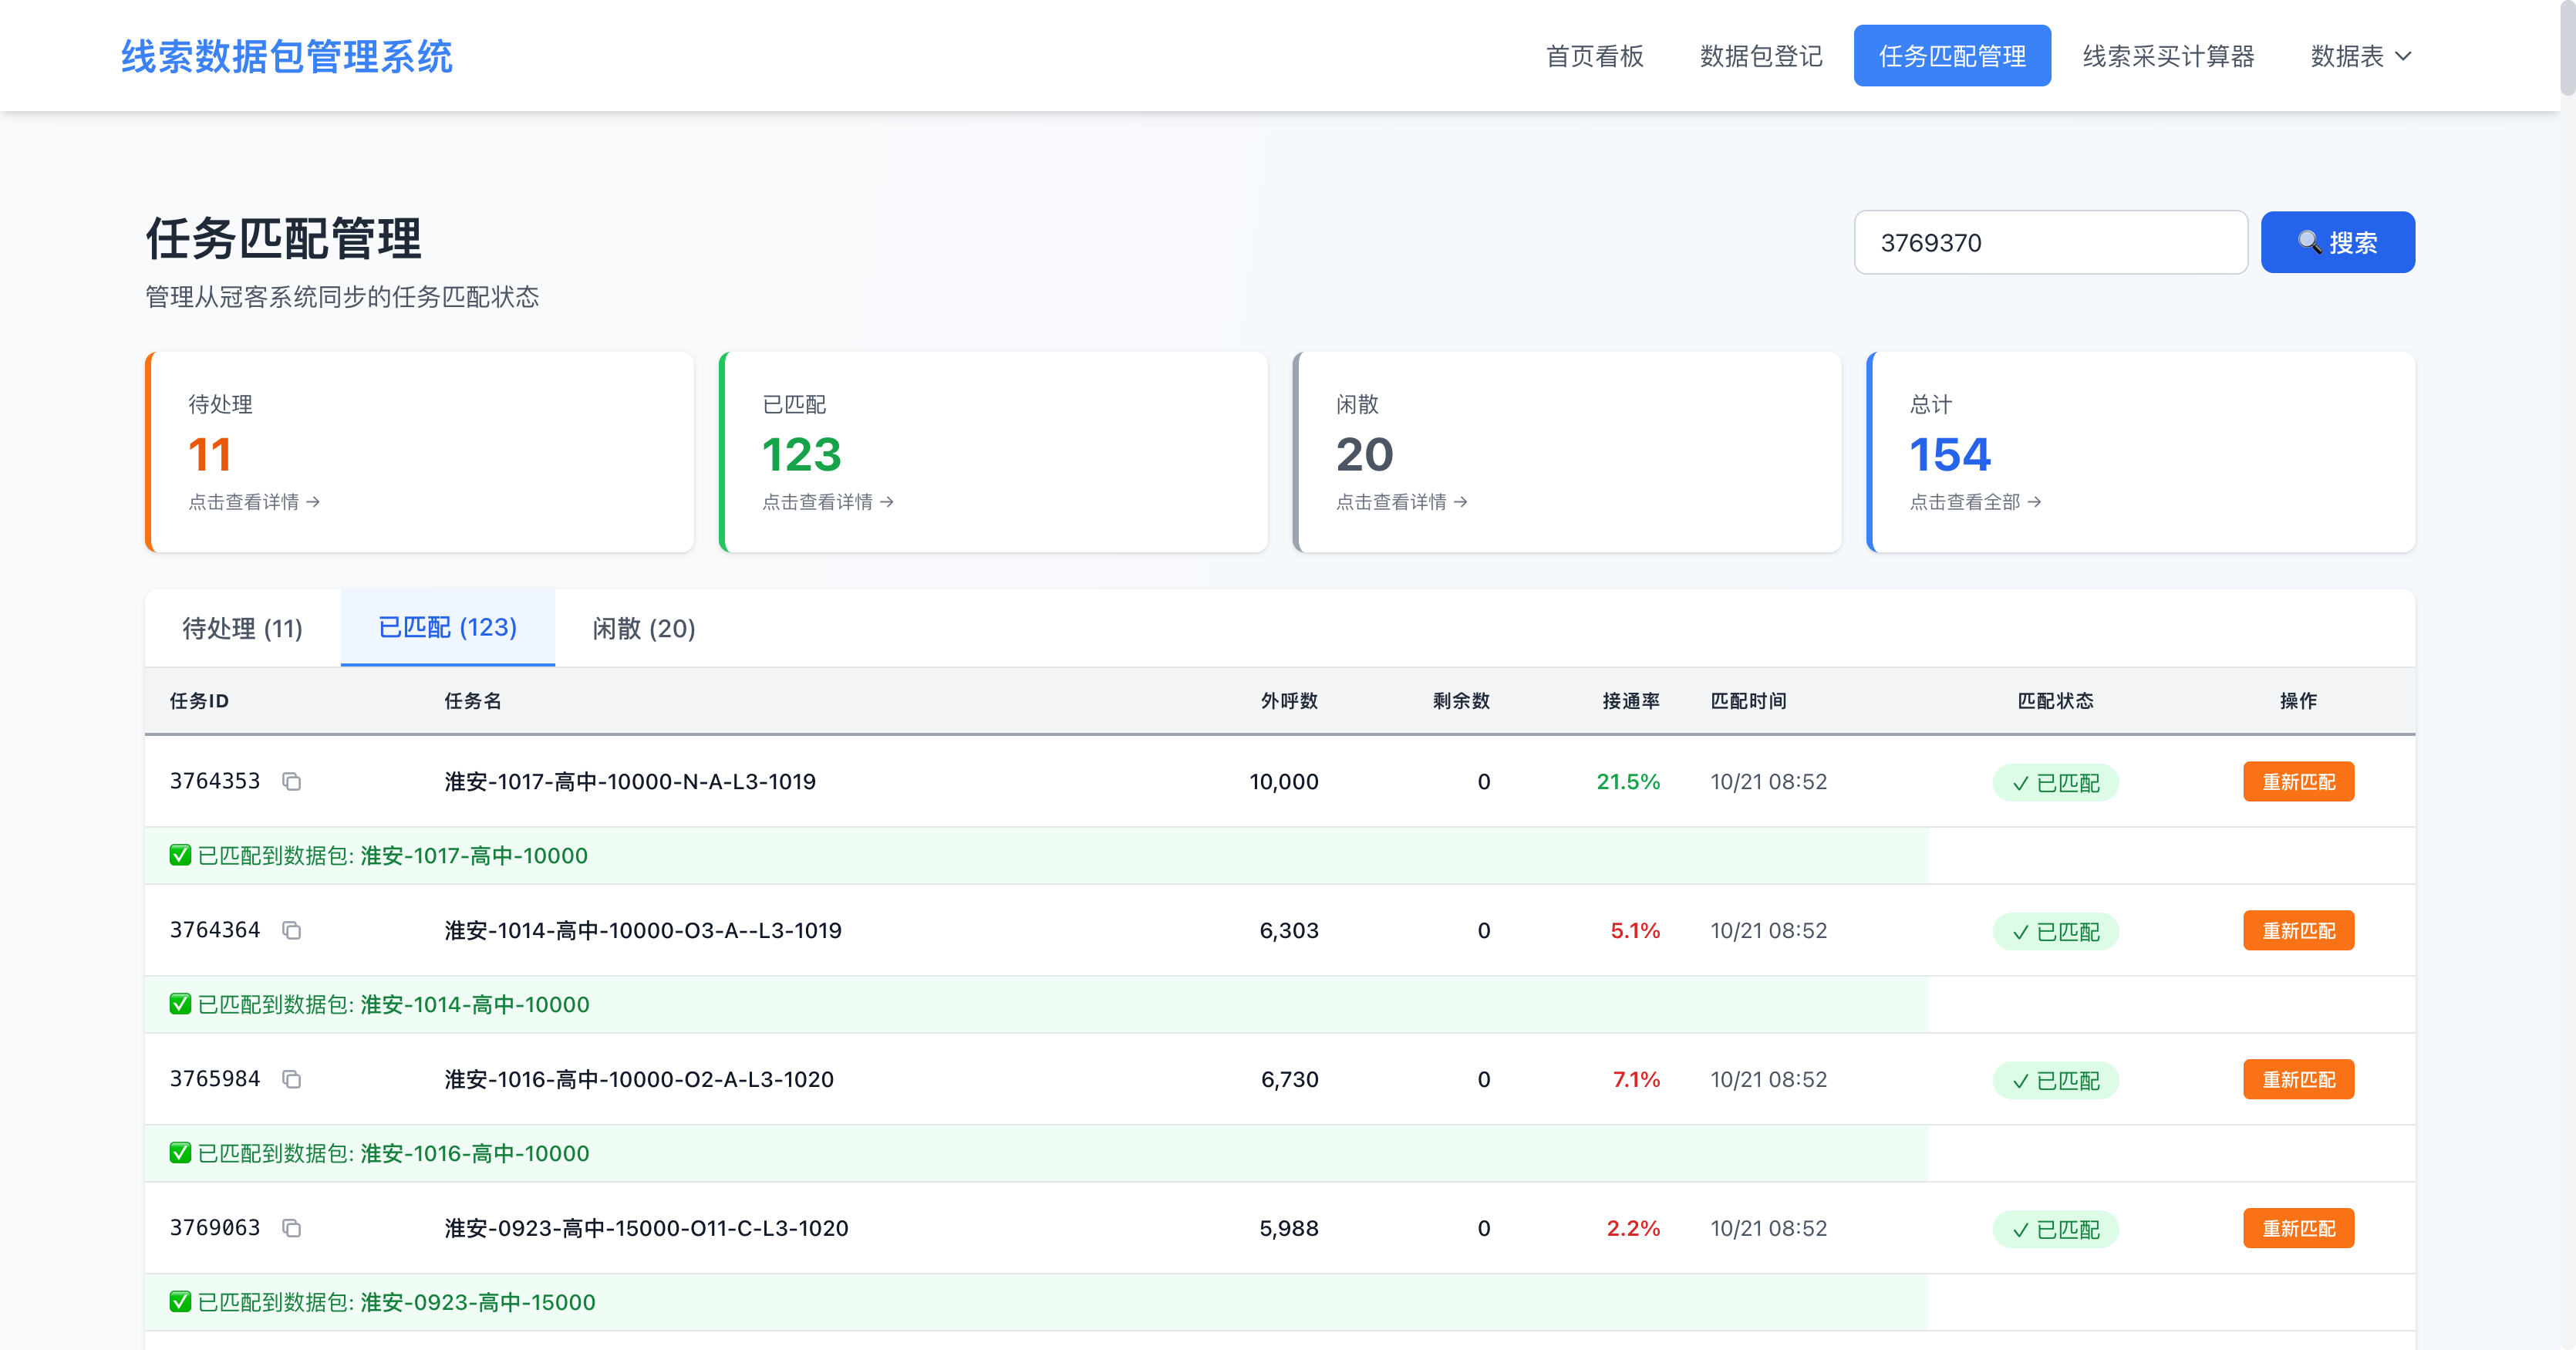 线索数据包管理系统 首页看板 数据包登记 任务匹配管理 线索采买计算器 数据表
任务匹配管理 3769370 🔍 搜索
管理从冠客系统同步的任务匹配状态
待处理 已匹配 闲散 总计
11 123 20 154
点击查看详情 → 点击查看详情 → 点击查看详情 → 点击查看全部 →
待处理 (11) 已匹配 (123) 闲散 (20)
任务ID 任务名 外呼数 剩余数 接通率 匹配时间 匹配状态 操作
3764353 淮安-1017-高中-10000-N-A-L3-1019 10,000 0 21.5% 10/21 08:52 ✓ 已匹配 重新匹配
✅ 已匹配到数据包: 淮安-1017-高中-10000
3764364 淮安-1014-高中-10000-O3-A--L3-1019 6,303 0 5.1% 10/21 08:52 ✓ 已匹配 重新匹配
✅ 已匹配到数据包: 淮安-1014-高中-10000
3765984 淮安-1016-高中-10000-O2-A-L3-1020 6,730 0 7.1% 10/21 08:52 ✓ 已匹配 重新匹配
✅ 已匹配到数据包: 淮安-1016-高中-10000
3769063 淮安-0923-高中-15000-O11-C-L3-1020 5,988 0 2.2% 10/21 08:52 ✓ 已匹配 重新匹配
✅ 已匹配到数据包: 淮安-0923-高中-15000